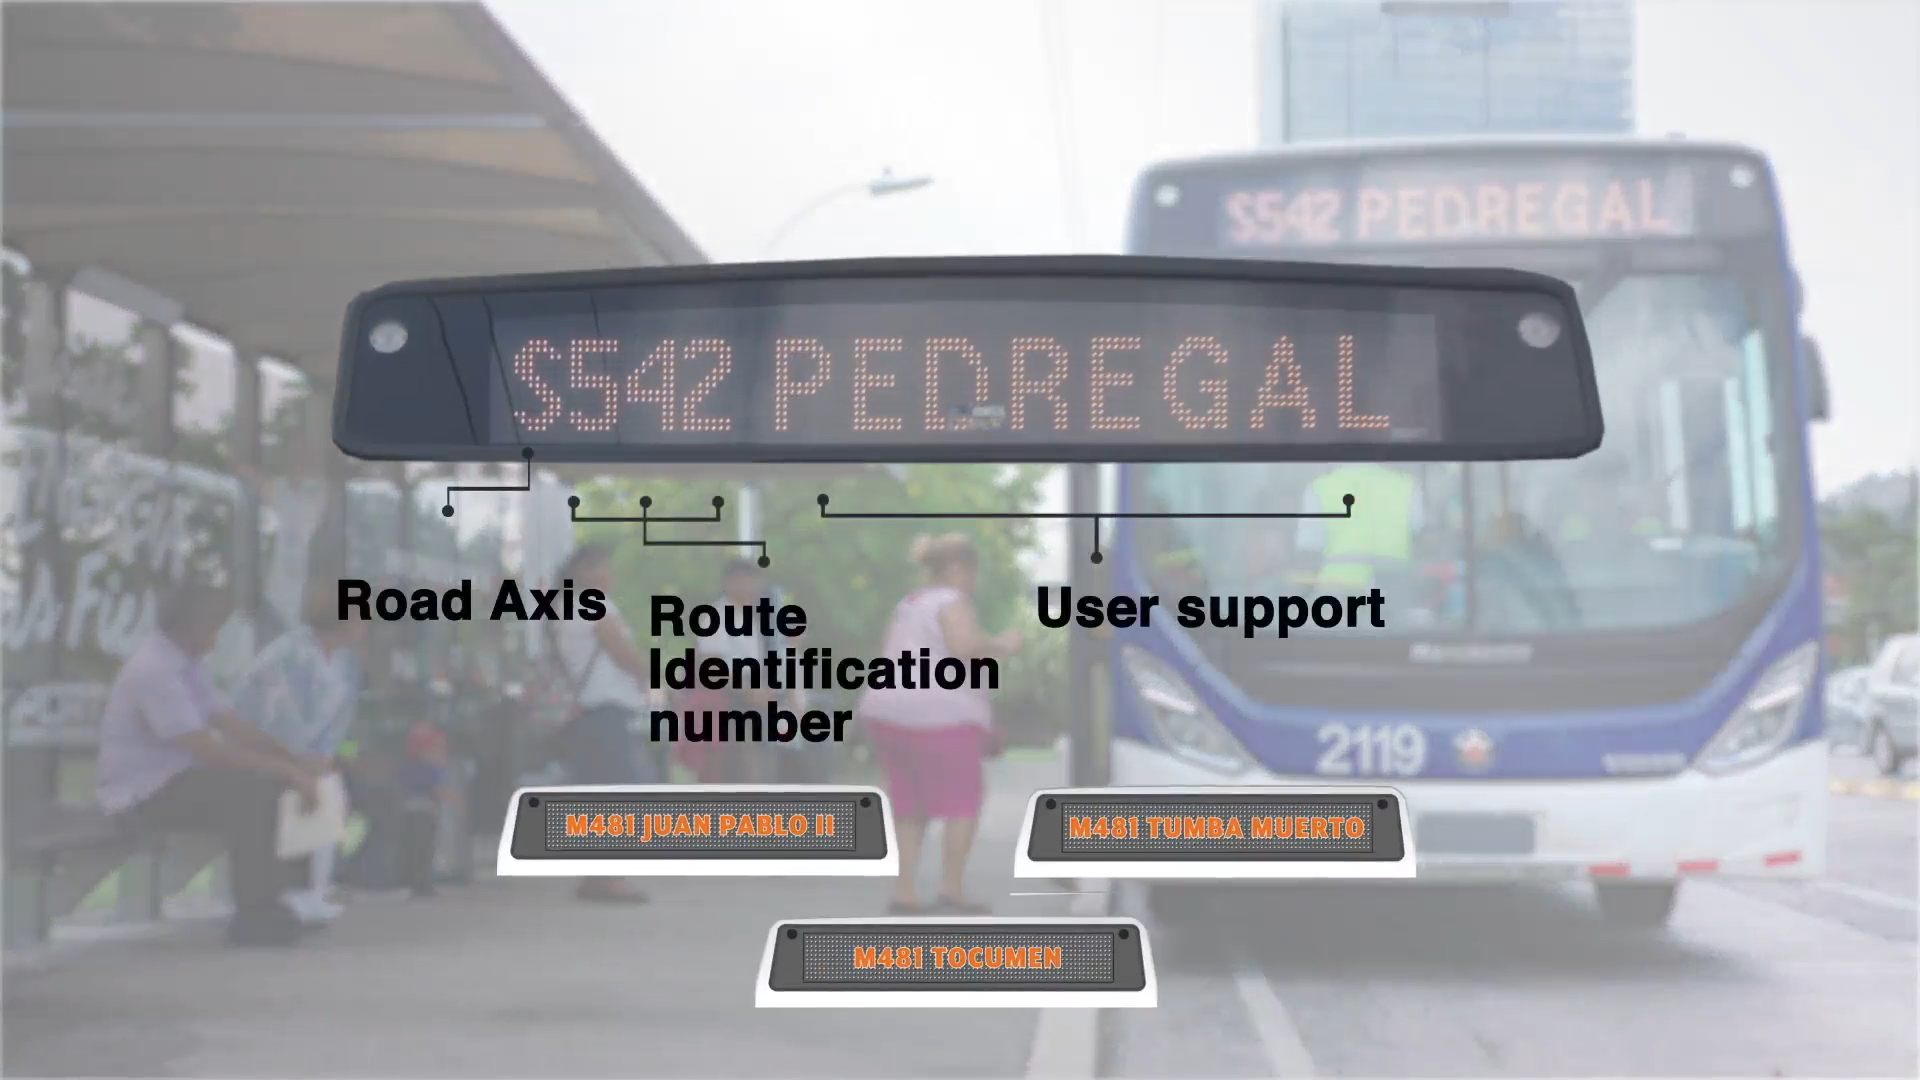 S542 PEDREGAL
S542 PEDREGAL
Road Axis
Route
Identification
number
User support
2119
M481 JUAN PABLO II
M481 TUMBA MUERTO
M481 TOCUMEN